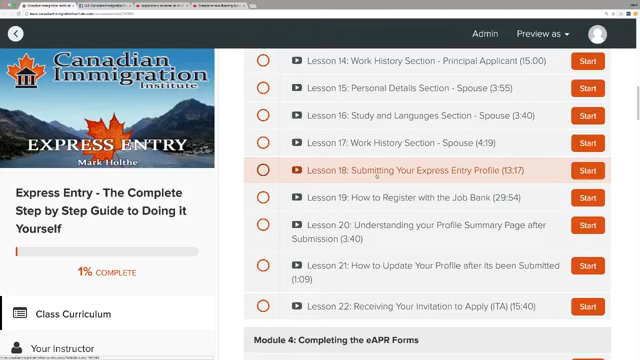 Admin
Preview as
Canadian
Immigration
Institute
EXPRESS ENTRY
Mark Holthe
Express Entry - The Complete
Step by Step Guide to Doing it
Yourself
1% COMPLETE
Class Curriculum
Your Instructor
Lesson 14: Work History Section - Principal Applicant (15:00)
Start
Lesson 15: Personal Details Section - Spouse (3:55)
Start
Lesson 16: Study and Languages Section - Spouse (3:40)
Start
Lesson 17: Work History Section - Spouse (4:19)
Start
Lesson 18: Submitting Your Express Entry Profile (13:17)
Start
Lesson 19: How to Register with the Job Bank (29:54)
Start
Lesson 20: Understanding your Profile Summary Page after
Submission (3:40)
Start
Lesson 21: How to Update Your Profile after its been Submitted
(1:09)
Start
Lesson 22: Receiving Your Invitation to Apply (ITA) (15:40)
Start
Module 4: Completing the eAPR Forms